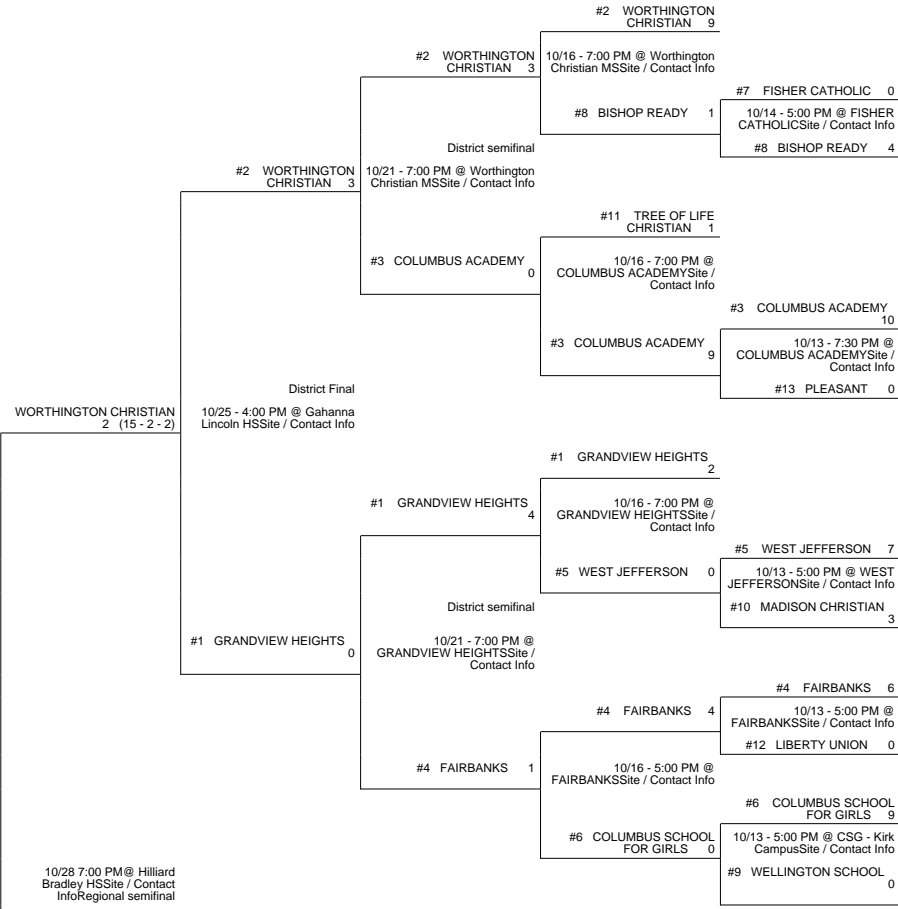 #2 WORTHINGTON
CHRISTIAN 9
#2 WORTHINGTON
CHRISTIAN 3
10/16 - 7:00 PM @ Worthington
Christian MSSite / Contact Info
#7 FISHER CATHOLIC 0
#8 BISHOP READY 1
10/14 - 5:00 PM @ FISHER
CATHOLICSite / Contact Info
#8 BISHOP READY 4
District semifinal
#2 WORTHINGTON
CHRISTIAN 3
10/21 - 7:00 PM @ Worthington
Christian MSSite / Contact Info
#11 TREE OF LIFE
CHRISTIAN 1
#3 COLUMBUS ACADEMY
0
10/16 - 7:00 PM @
COLUMBUS ACADEMYSite /
Contact Info
#3 COLUMBUS ACADEMY
10
#3 COLUMBUS ACADEMY
9
10/13 - 7:30 PM @
COLUMBUS ACADEMYSite /
Contact Info
#13 PLEASANT 0
District Final
WORTHINGTON CHRISTIAN
2 (15 - 2 - 2)
10/25 - 4:00 PM @ Gahanna
Lincoln HSSite / Contact Info
#1 GRANDVIEW HEIGHTS
2
#1 GRANDVIEW HEIGHTS
4
10/16 - 7:00 PM @
GRANDVIEW HEIGHTSSite /
Contact Info
#5 WEST JEFFERSON 7
#5 WEST JEFFERSON 0
10/13 - 5:00 PM @ WEST
JEFFERSONSite / Contact Info
#10 MADISON CHRISTIAN
3
District semifinal
#1 GRANDVIEW HEIGHTS
0
10/21 - 7:00 PM @
GRANDVIEW HEIGHTSSite /
Contact Info
#4 FAIRBANKS 6
#4 FAIRBANKS 4
10/13 - 5:00 PM @
FAIRBANKSSite / Contact Info
#12 LIBERTY UNION 0
#4 FAIRBANKS 1
10/16 - 5:00 PM @
FAIRBANKSSite / Contact Info
#6 COLUMBUS SCHOOL
FOR GIRLS 9
#6 COLUMBUS SCHOOL
FOR GIRLS 0
10/13 - 5:00 PM @ CSG - Kirk
CampusSite / Contact Info
#9 WELLINGTON SCHOOL
0
10/28 7:00 PM@ Hilliard
Bradley HSSite / Contact
InfoRegional semifinal